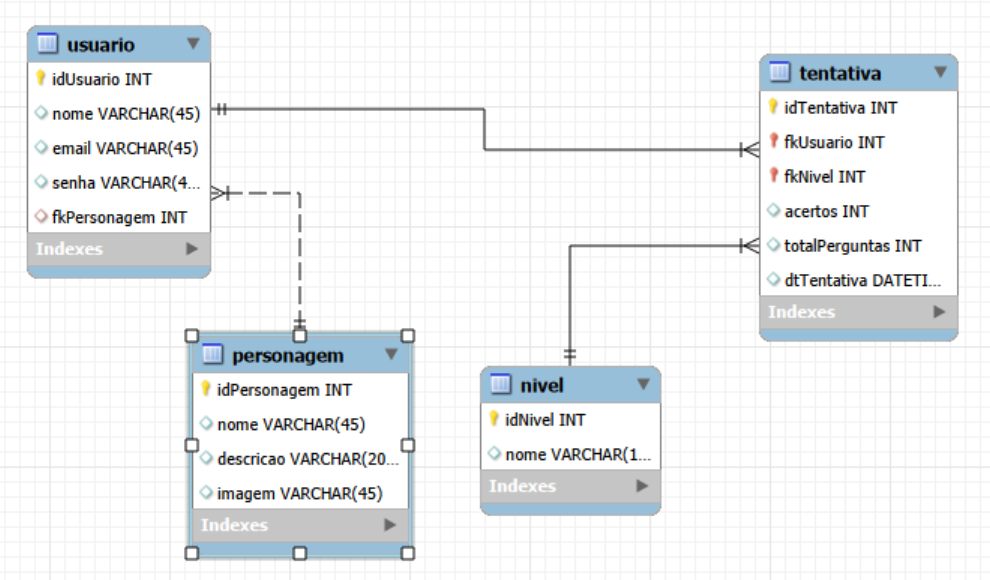 usuario
idUsuario INT
nome VARCHAR(45)
email VARCHAR(45)
senha VARCHAR(4...
fkPersonagem INT
Indexes
tentativa
idTentativa INT
fkUsuario INT
fkNivel INT
acertos INT
totalPerguntas INT
dtTentativa DATETI...
Indexes
personagem
idPersonagem INT
nome VARCHAR(45)
descricao VARCHAR(20...
imagem VARCHAR(45)
Indexes
nivel
idNivel INT
nome VARCHAR(1...
Indexes